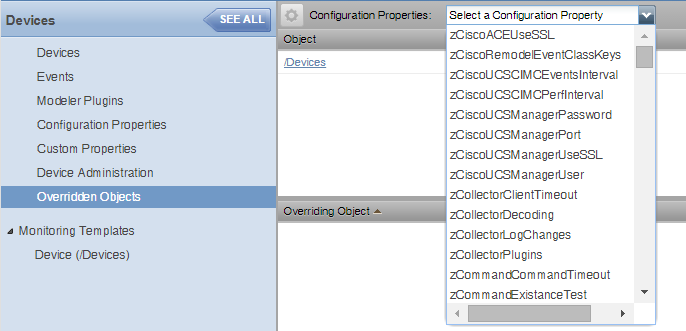 Devices
SEE ALL
Devices
Events
Modeler Plugins
Configuration Properties
Custom Properties
Device Administration
Overridden Objects
Monitoring Templates
Device (/Devices)
Configuration Properties:
Select a Configuration Property
Object
/Devices
Overriding Object
zCiscoACEUseSSL
zCiscoRemodelEventClassKeys
zCiscoUCSCIMCEventsInterval
zCiscoUCSCIMCPerfInterval
zCiscoUCSManagerPassword
zCiscoUCSManagerPort
zCiscoUCSManagerUseSSL
zCiscoUCSManagerUser
zCollectorClientTimeout
zCollectorDecoding
zCollectorLogChanges
zCollectorPlugins
zCommandCommandTimeout
zCommandExistanceTest